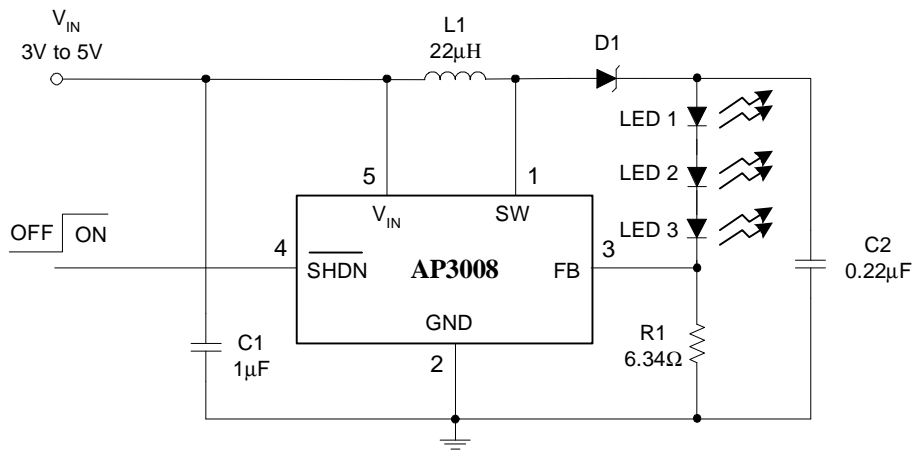 V_IN
3V to 5V
L1
22µH
D1
LED 1
LED 2
LED 3
5
1
V_IN
SW
OFF
ON
4
SHDN
AP3008
FB
3
GND
2
C1
1µF
R1
6.34Ω
C2
0.22µF